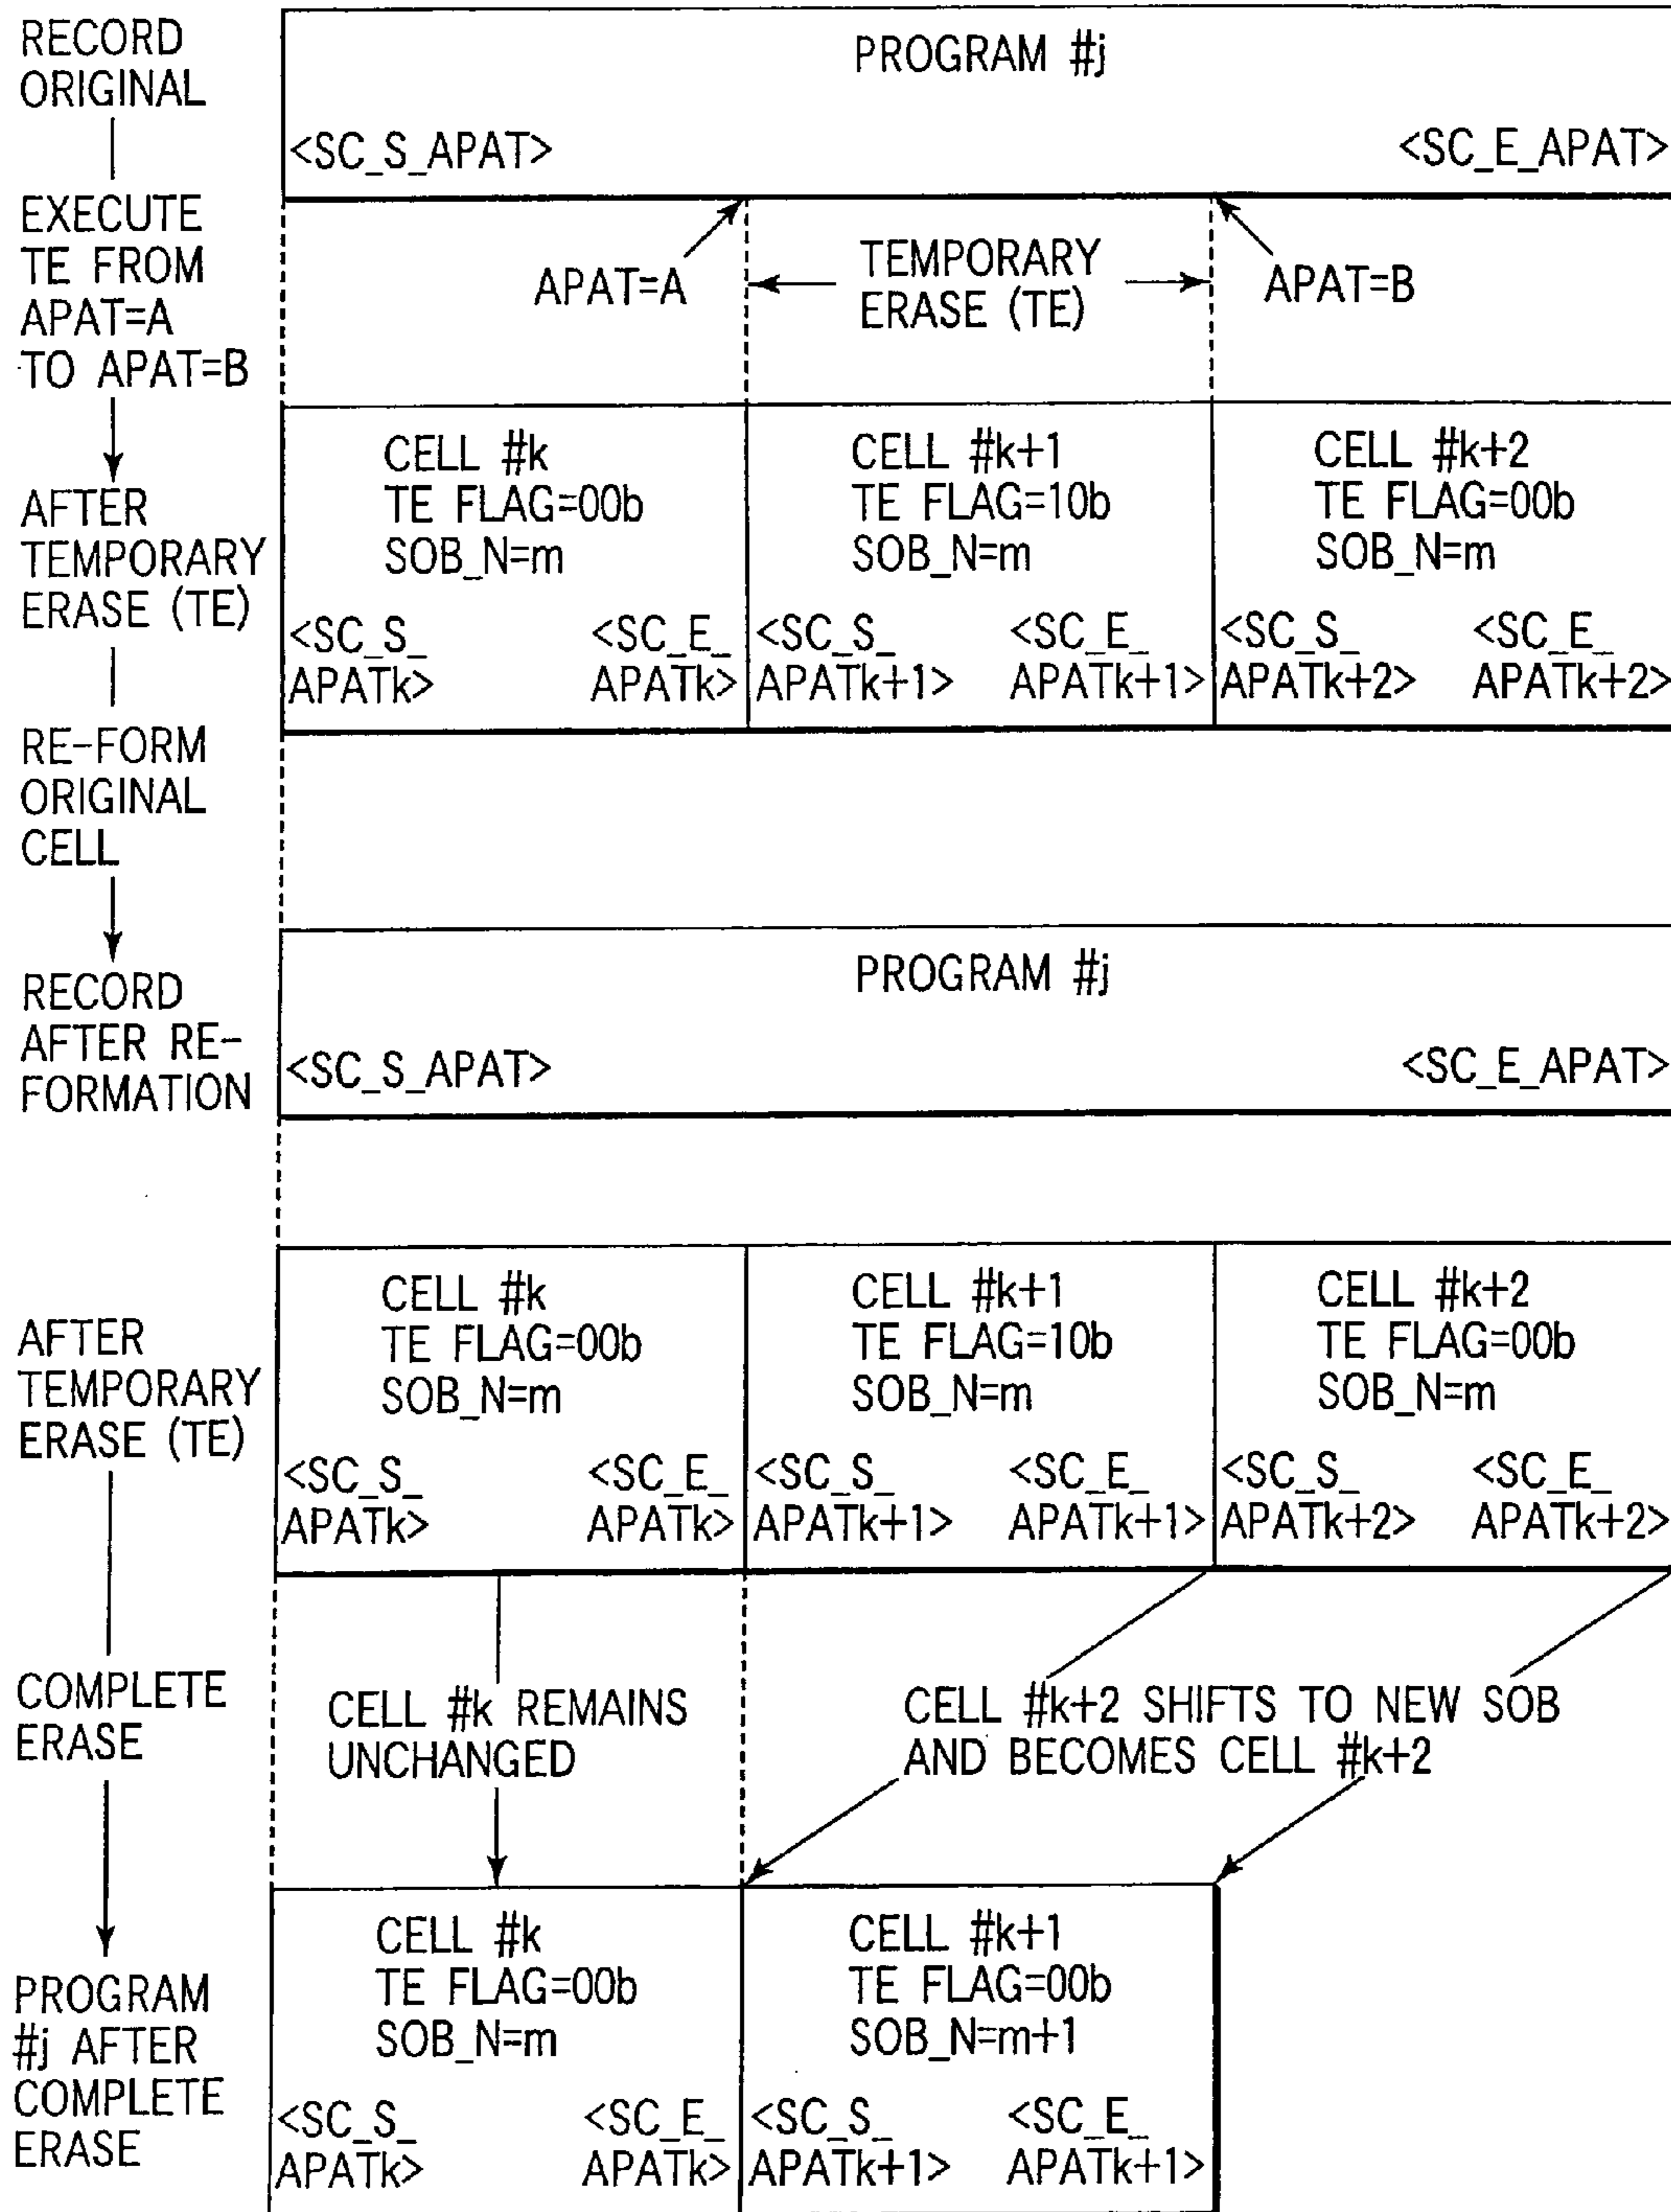 RECORD
ORIGINAL
PROGRAM #j
<SC_S_APAT>
<SC_E_APAT>
EXECUTE
TE FROM
APAT=A
TO APAT=B
APAT=A
TEMPORARY
ERASE (TE)
APAT=B
AFTER
TEMPORARY
ERASE (TE)
CELL #k
TE FLAG=00b
SOB_N=m
<SC_S_
APATk>
<SC_E_
APATk>
CELL #k+1
TE FLAG=10b
SOB_N=m
<SC_S_
APATk+1>
<SC_E_
APATk+1>
CELL #k+2
TE FLAG=00b
SOB_N=m
<SC_S_
APATk+2>
<SC_E_
APATk+2>
RE-FORM
ORIGINAL
CELL
RECORD
AFTER RE-
FORMATION
PROGRAM #j
<SC_S_APAT>
<SC_E_APAT>
AFTER
TEMPORARY
ERASE (TE)
CELL #k
TE FLAG=00b
SOB_N=m
<SC_S_
APATk>
<SC_E_
APATk>
CELL #k+1
TE FLAG=10b
SOB_N=m
<SC_S_
APATk+1>
<SC_E_
APATk+1>
CELL #k+2
TE FLAG=00b
SOB_N=m
<SC_S_
APATk+2>
<SC_E_
APATk+2>
COMPLETE
ERASE
CELL #k REMAINS
UNCHANGED
CELL #k+2 SHIFTS TO NEW SOB
AND BECOMES CELL #k+2
PROGRAM
#j AFTER
COMPLETE
ERASE
CELL #k
TE FLAG=00b
SOB_N=m
<SC_S_
APATk>
<SC_E_
APATk>
CELL #k+1
TE FLAG=00b
SOB_N=m+1
<SC_S_
APATk+1>
<SC_E_
APATk+1>